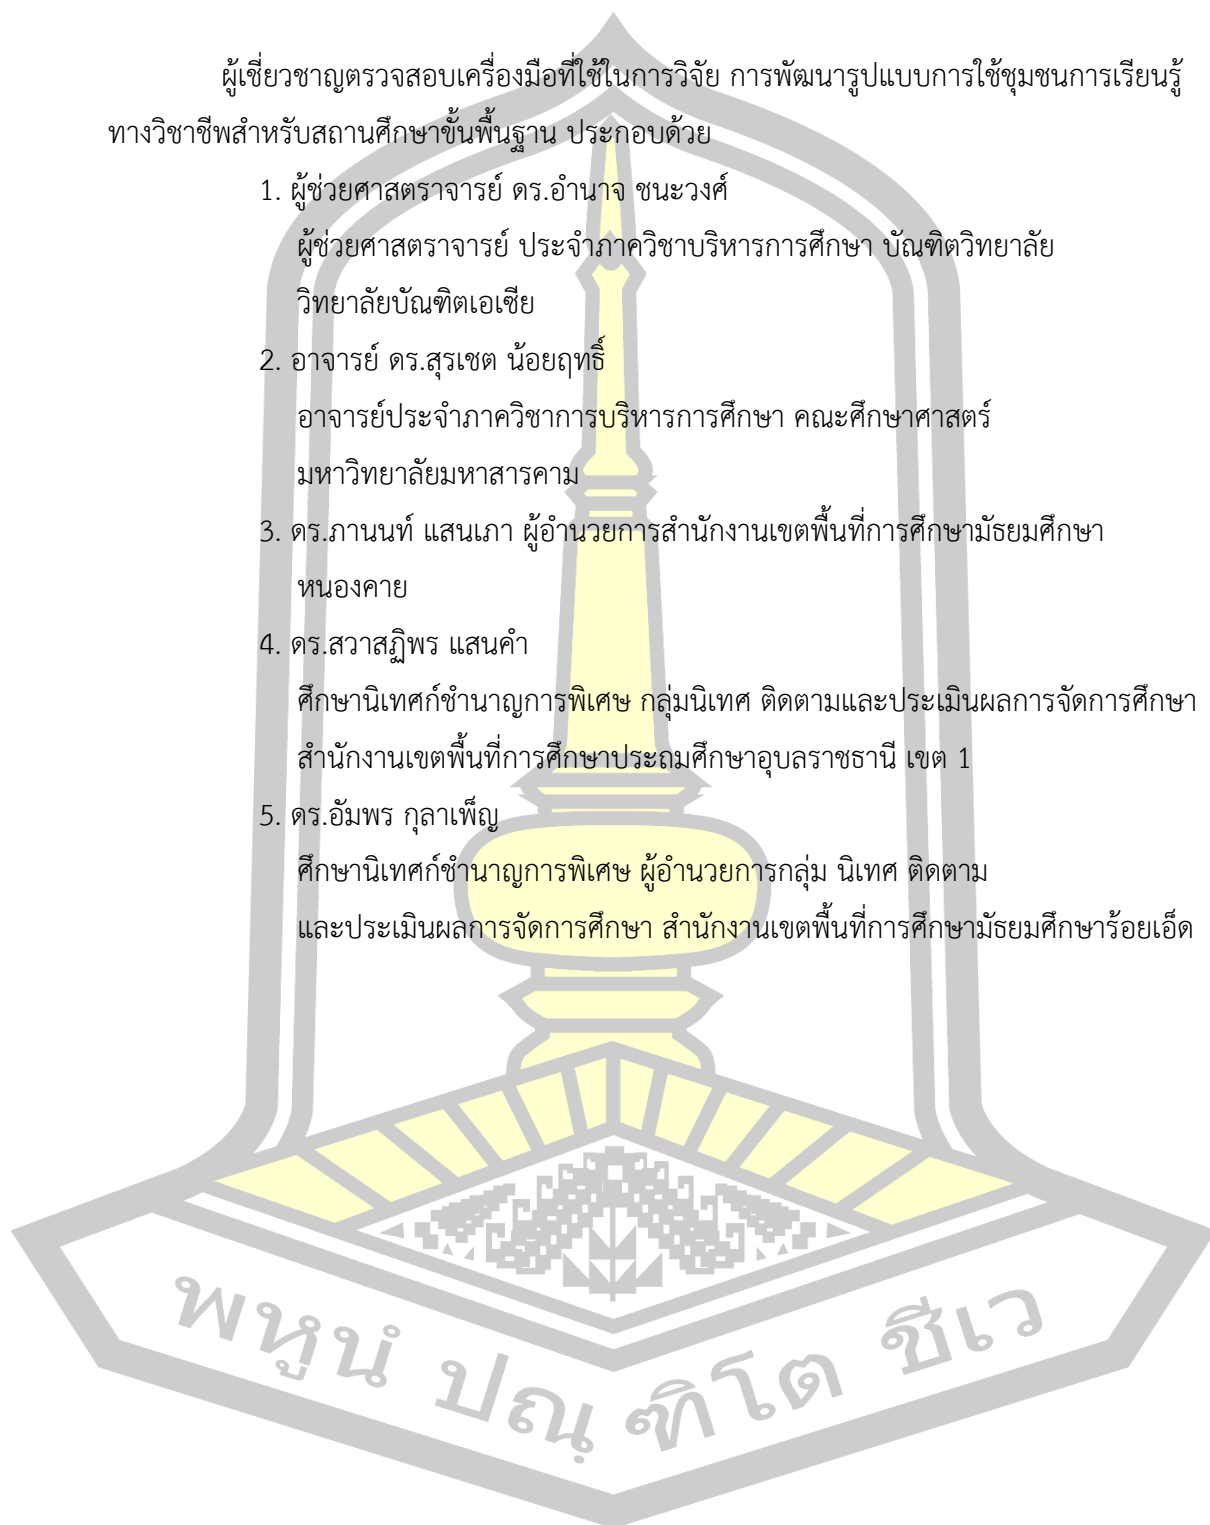 ผู้เชี่ยวชาญตรวจสอบเครื่องมือที่ใช้ในการวิจัย การพัฒนารูปแบบการใช้ชุมชนการเรียนรู้
ทางวิชาชีพสำหรับสถานศึกษาขั้นพื้นฐาน ประกอบด้วย
1. ผู้ช่วยศาสตราจารย์ ดร.อำนาจ ชนะวงศ์
ผู้ช่วยศาสตราจารย์ ประจำภาควิชาบริหารการศึกษา บัณฑิตวิทยาลัย
วิทยาลัยบัณฑิตเอเซีย
2. อาจารย์ ดร.สุรเชต น้อยฤทธิ์
อาจารย์ประจำภาควิชาการบริหารการศึกษา คณะศึกษาศาสตร์
มหาวิทยาลัยมหาสารคาม
3. ดร.ภานนท์ แสนเภา ผู้อำนวยการสำนักงานเขตพื้นที่การศึกษามัธยมศึกษา
หนองคาย
4. ดร.สวาสฏิพร แสนคำ
ศึกษานิเทศก์ชำนาญการพิเศษ กลุ่มนิเทศ ติดตามและประเมินผลการจัดการศึกษา
สำนักงานเขตพื้นที่การศึกษาประถมศึกษาอุบลราชธานี เขต 1
5. ดร.อัมพร กุลาเพ็ญ
ศึกษานิเทศก์ชำนาญการพิเศษ ผู้อำนวยการกลุ่ม นิเทศ ติดตาม
และประเมินผลการจัดการศึกษา สำนักงานเขตพื้นที่การศึกษามัธยมศึกษาร้อยเอ็ด
พหูนํ ปณฺ ฑิโต ชีเว